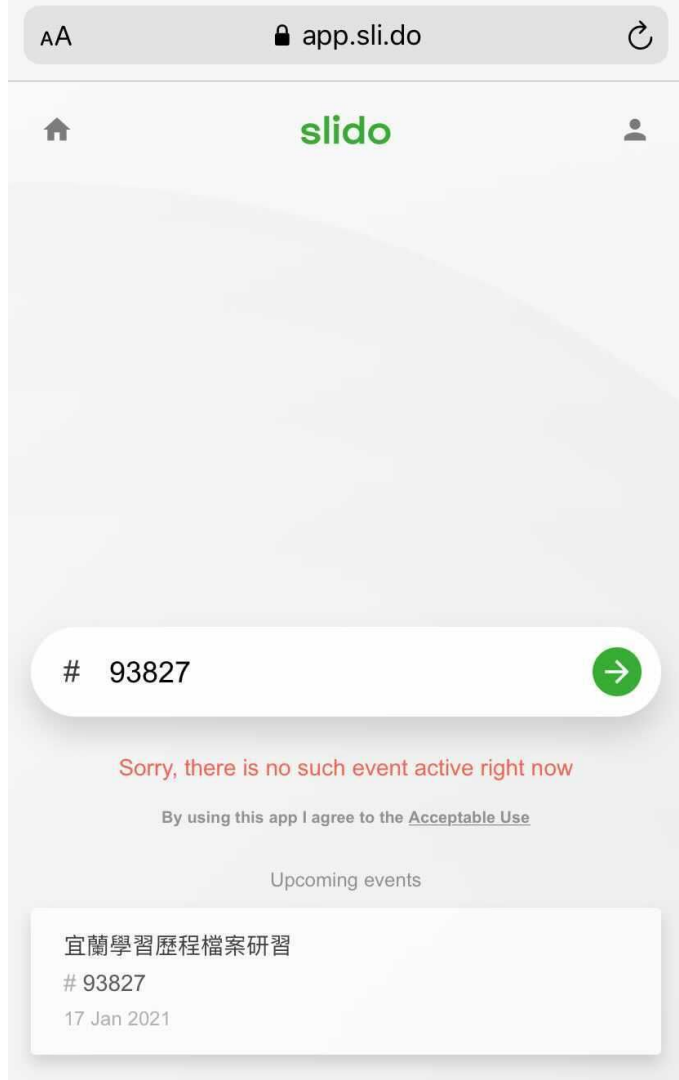 AA
app.sli.do
slido
# 93827
Sorry, there is no such event active right now
By using this app I agree to the Acceptable Use
Upcoming events
宜蘭學習歷程檔案研習
# 93827
17 Jan 2021